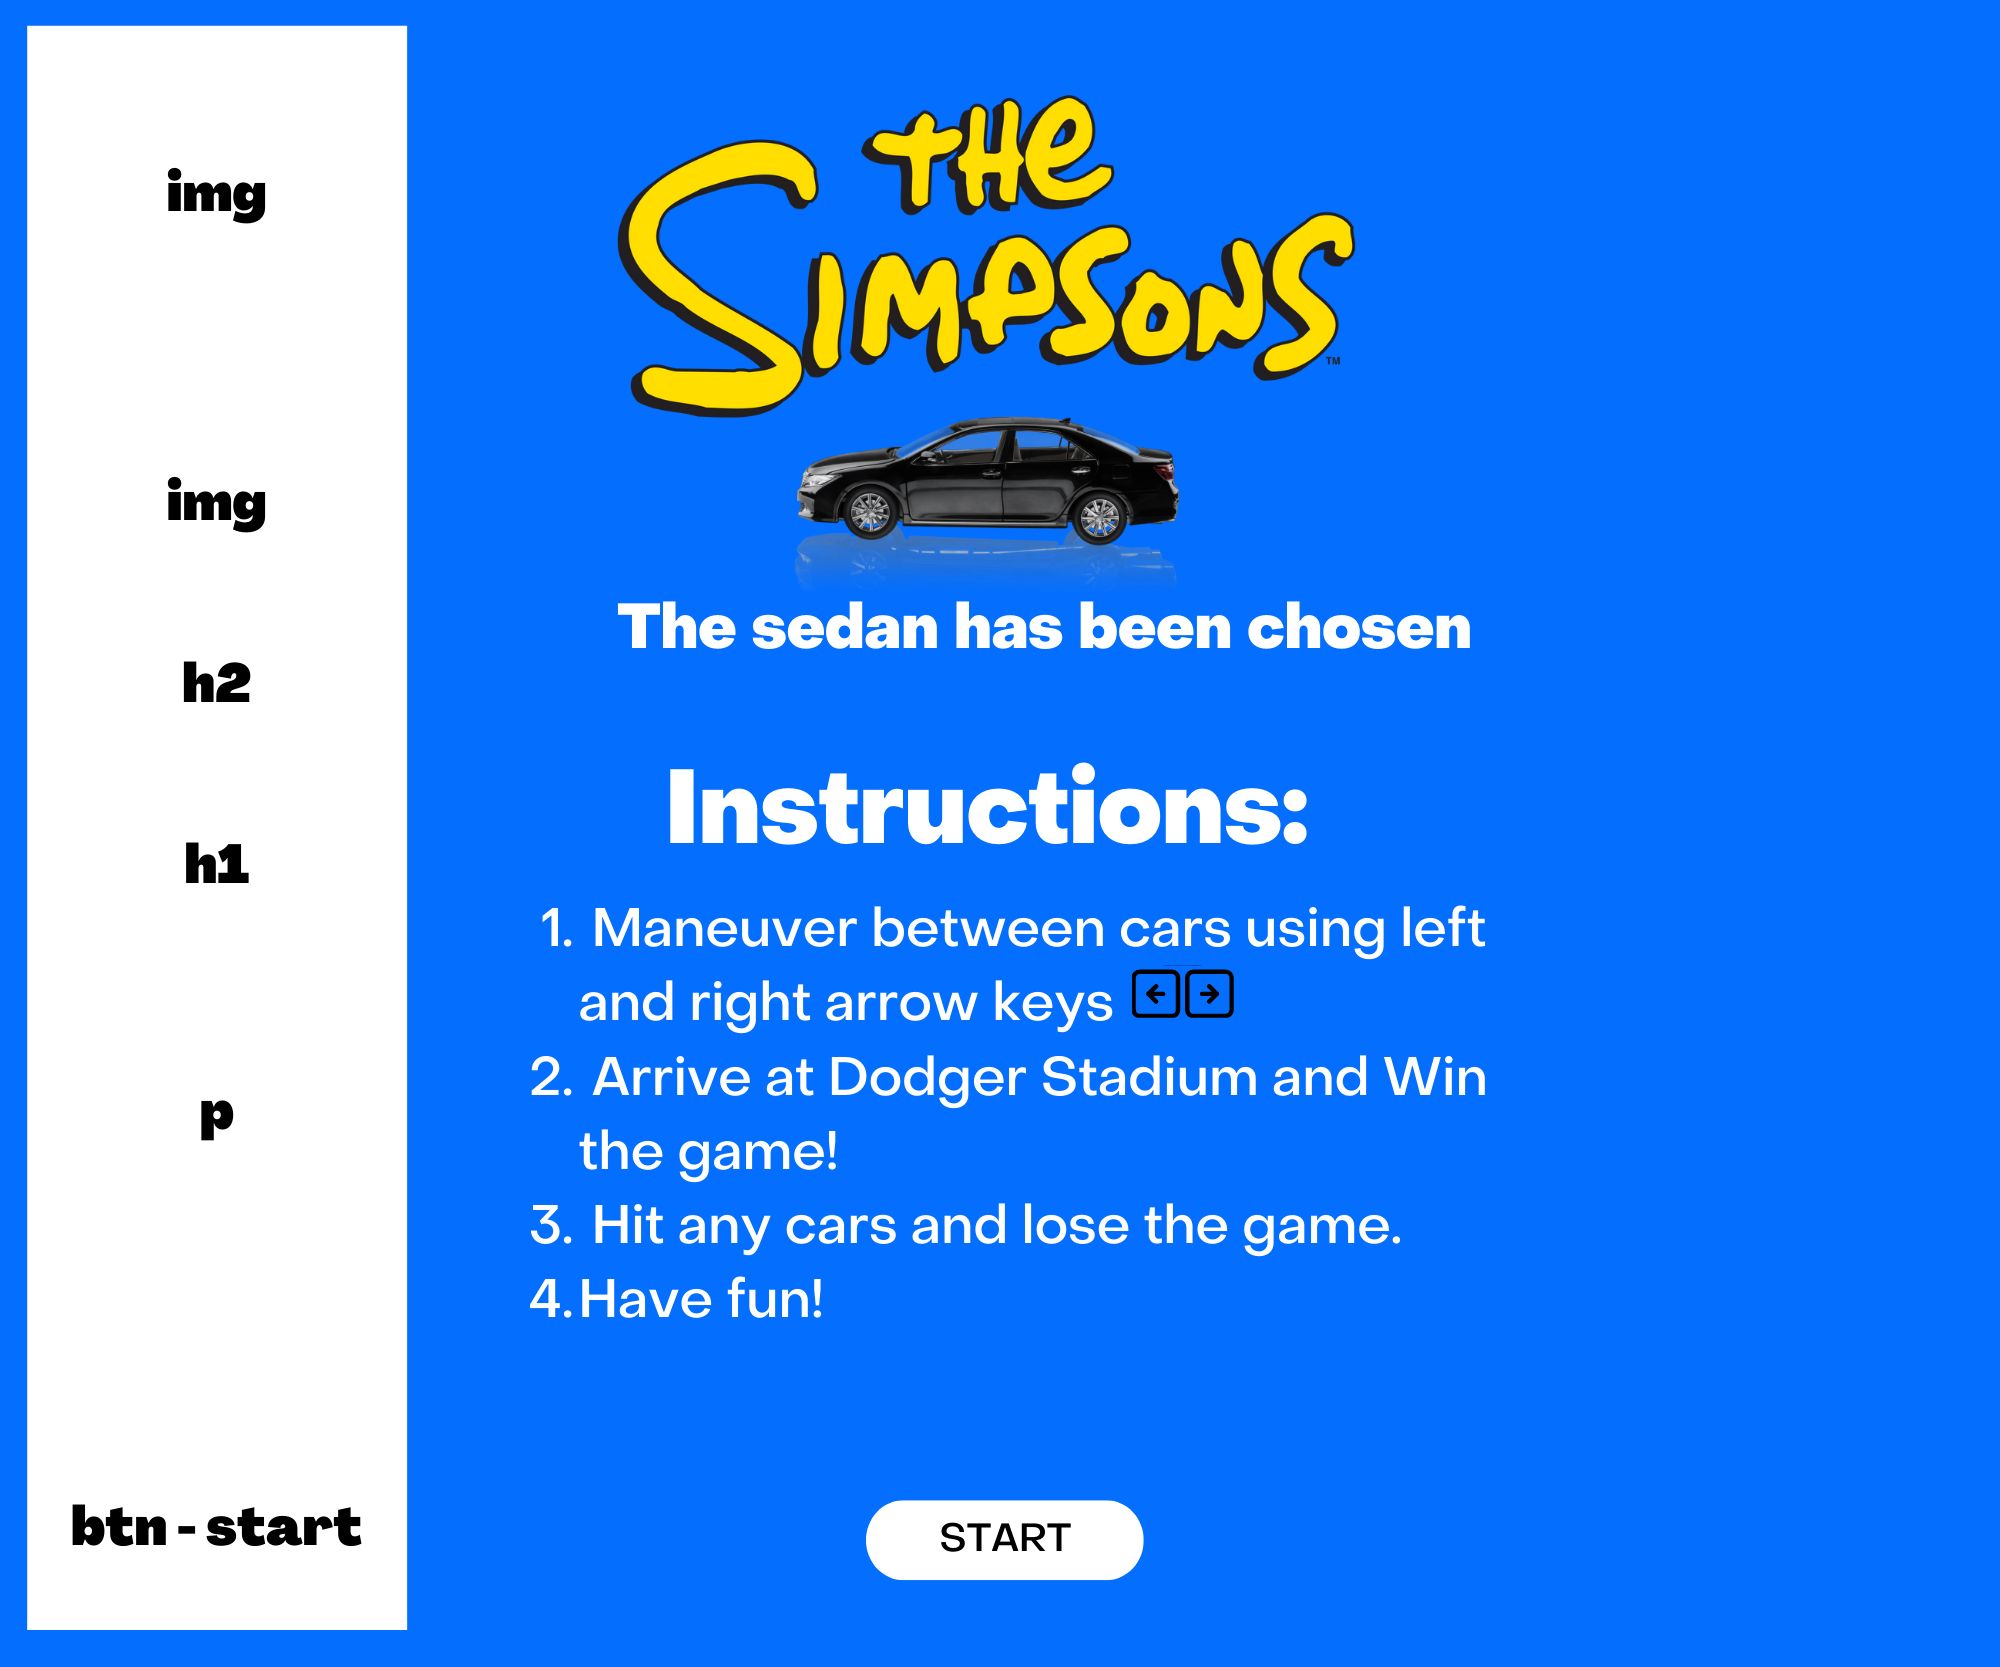 img
THE
SIMPSONS
TM
img
The sedan has been chosen
h2
Instructions:
h1
1. Maneuver between cars using left
and right arrow keys
2. Arrive at Dodger Stadium and Win
the game!
p
3. Hit any cars and lose the game.
4. Have fun!
btn - start
START